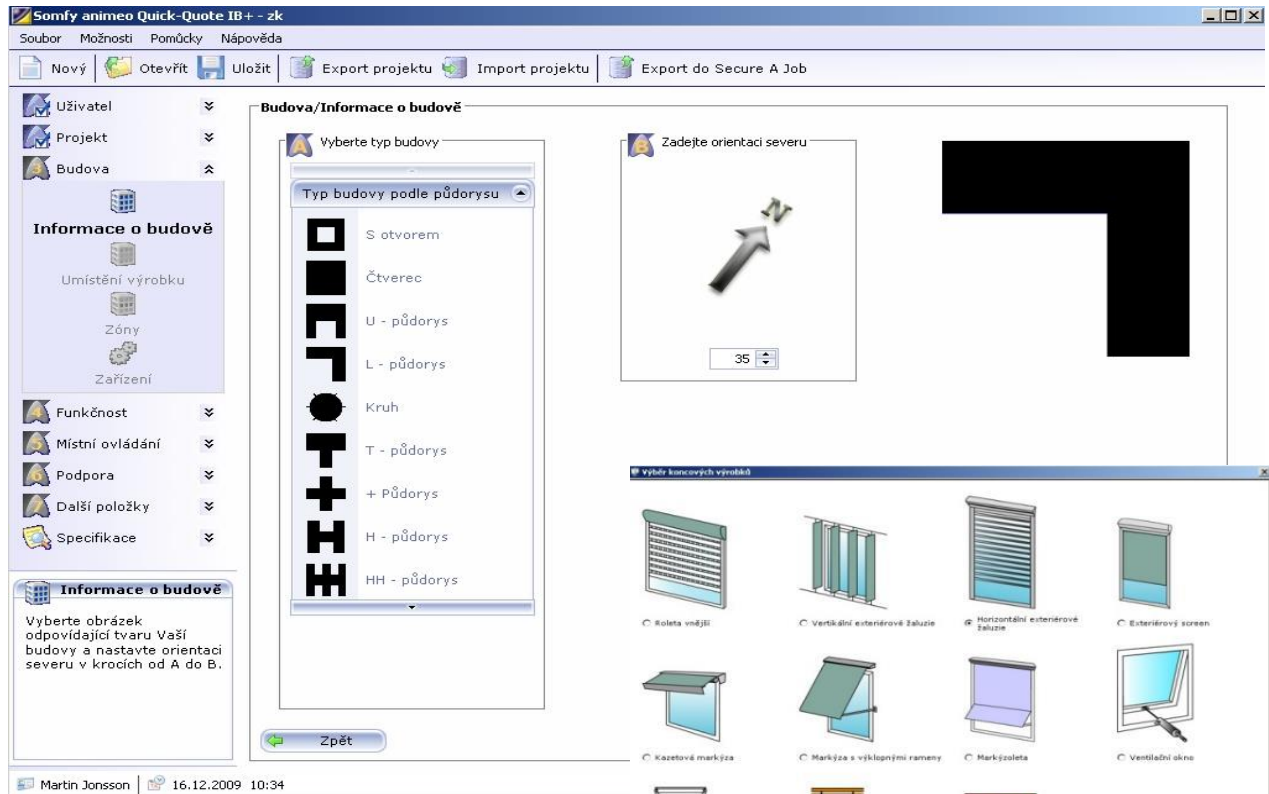 Somfy animeo Quick-Quote IB+ - zk
Soubor Možnosti Pomůcky Nápověda
Nový Otevřít Uložit Export projektu Import projektu Export do Secure A Job
Uživatel
Projekt
3 Budova
Informace o budově
Umístění výrobku
Zóny
Zařízení
4 Funkčnost
5 Místní ovládání
6 Podpora
7 Další položky
Specifikace
Informace o budově
Vyberte obrázek
odpovídající tvaru Vaší
budovy a nastavte orientaci
severu v krocích od A do B.
Budova/Informace o budově
A Vyberte typ budovy
Typ budovy podle půdorysu
S otvorem
Čtverec
U - půdorys
L - půdorys
Kruh
T - půdorys
+ Půdorys
H - půdorys
HH - půdorys
Zpět
B Zadejte orientaci severu
N
35
Výběr koncových výrobků
Roleta vnější
Vertikální exteriérové žaluzie
Horizontální exteriérové
žaluzie
Exteriérový screen
Kazetová markýza
Markýza s výklopnými rameny
Markýzoleta
Ventilační okno
Martin Jonsson 16.12.2009 10:34